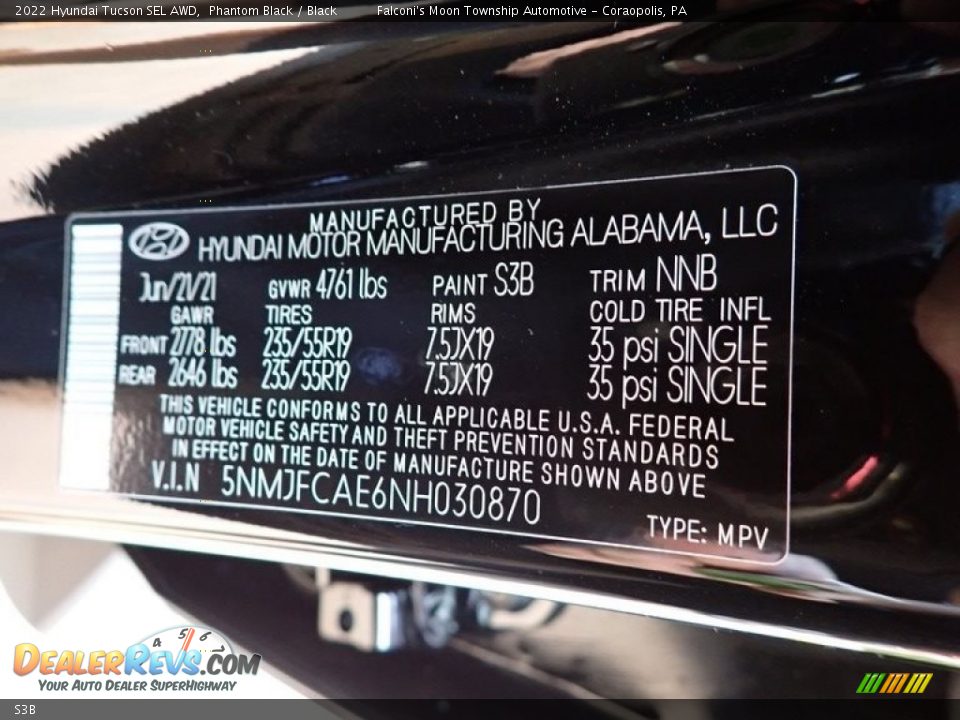 2022 Hyundai Tucson SEL AWD, Phantom Black / Black Falconi's Moon Township Automotive - Coraopolis, PA
MANUFACTURED BY
HYUNDAI MOTOR MANUFACTURING ALABAMA, LLC
Jun/21/21 GVWR 4761 lbs PAINT S3B TRIM NNB
GAWR TIRES RIMS COLD TIRE INFL
FRONT 2778 lbs 235/55R19 7.5JX19 35 psi SINGLE
REAR 2646 lbs 235/55R19 7.5JX19 35 psi SINGLE
THIS VEHICLE CONFORMS TO ALL APPLICABLE U.S.A. FEDERAL
MOTOR VEHICLE SAFETY AND THEFT PREVENTION STANDARDS
IN EFFECT ON THE DATE OF MANUFACTURE SHOWN ABOVE
V.I.N 5NMJFCAE6NH030870
TYPE: MPV
4 5 6
DEALERREVS.COM
YOUR AUTO DEALER SUPERHIGHWAY
S3B